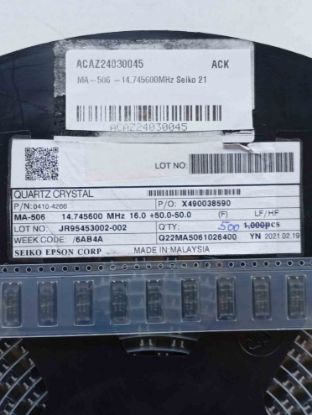 ACAZ24030045 ACK
MA-506 -14.745600MHz Seiko 21
ACAZ24030045
LOT NO:
QUARTZ CRYSTAL
P/N: 0410-4266 P/O: X490038590
MA-506 14.745600 MHz 16.0 +50.0-50.0 (F) LF/HF
LOT NO: JR95453002-002 Q'TY: 500 1,000pcs
WEEK CODE: /6AB4A Q22MA5061026400 YN 2021.02.19
SEIKO EPSON CORP MADE IN MALAYSIA